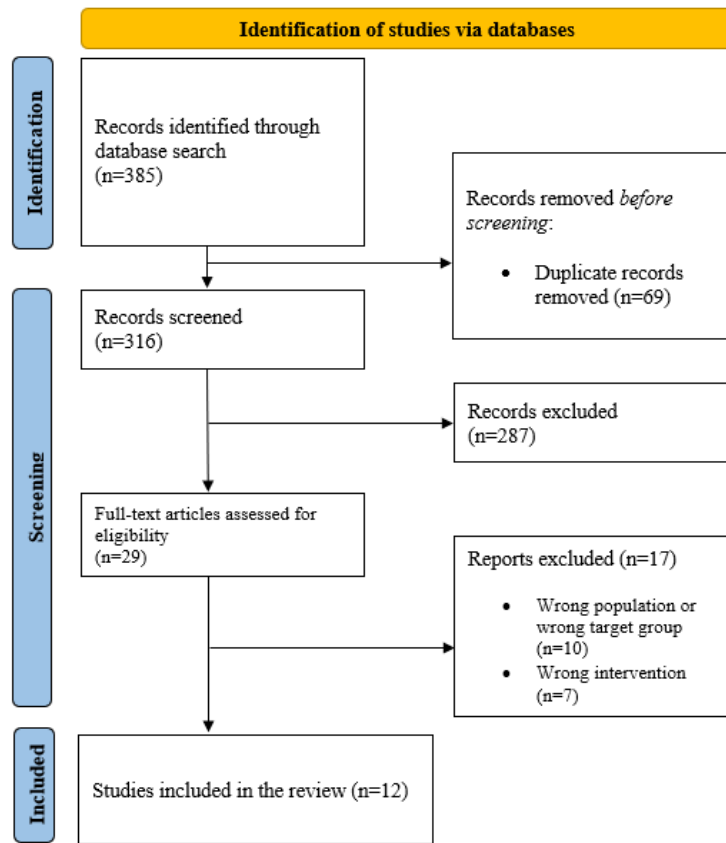 Identification of studies via databases
Identification
Records identified through
database search
(n=385)
Records removed before
screening:
• Duplicate records
removed (n=69)
Screening
Records screened
(n=316)
Records excluded
(n=287)
Full-text articles assessed for
eligibility
(n=29)
Reports excluded (n=17)
• Wrong population or
wrong target group
(n=10)
• Wrong intervention
(n=7)
Included
Studies included in the review (n=12)